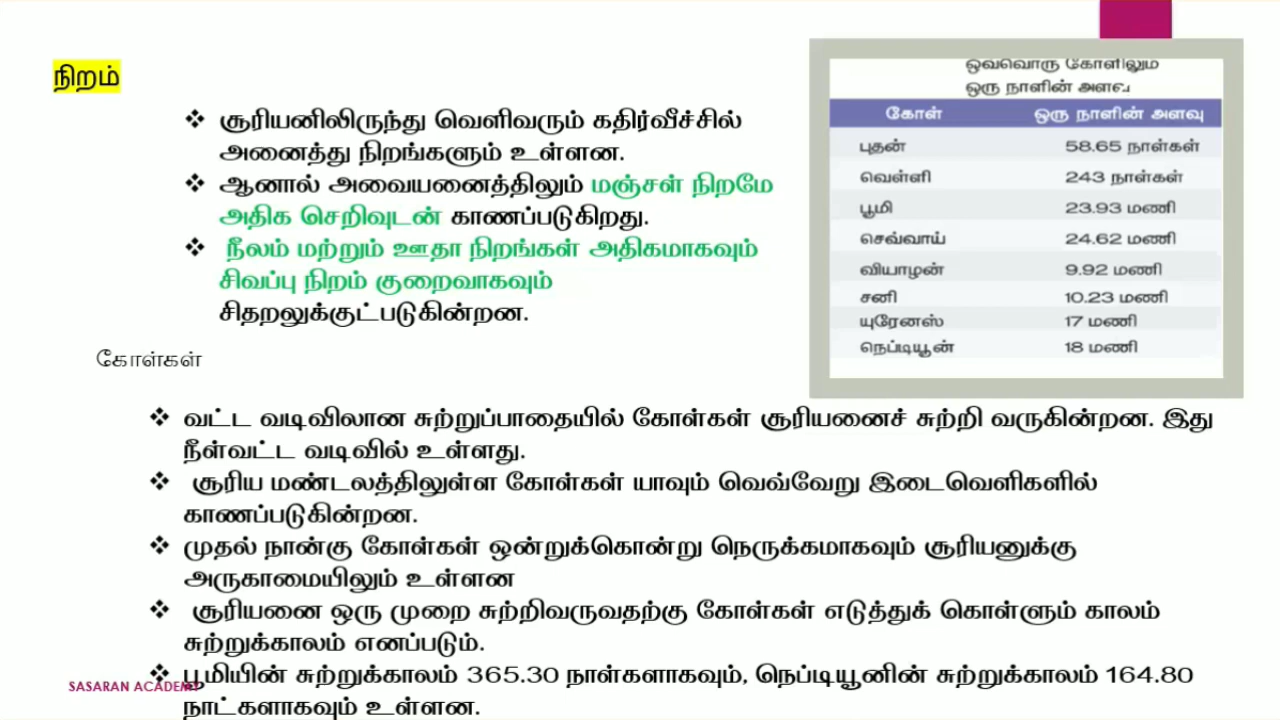 நிறம்
❖ சூரியனிலிருந்து வெளிவரும் கதிர்வீச்சில்
அனைத்து நிறங்களும் உள்ளன.
❖ ஆனால் அவையனைத்திலும் மஞ்சள் நிறமே
அதிக செறிவுடன் காணப்படுகிறது.
❖ நீலம் மற்றும் ஊதா நிறங்கள் அதிகமாகவும்
சிவப்பு நிறம் குறைவாகவும்
சிதறலுக்குட்படுகின்றன.
ஒவ்வொரு கோளிலும்
ஒரு நாளின் அளவு
கோள் ஒரு நாளின் அளவு
புதன் 58.65 நாள்கள்
வெள்ளி 243 நாள்கள்
பூமி 23.93 மணி
செவ்வாய் 24.62 மணி
வியாழன் 9.92 மணி
சனி 10.23 மணி
யுரேனஸ் 17 மணி
நெப்டியூன் 18 மணி
கோள்கள்
❖ வட்ட வடிவிலான சுற்றுப்பாதையில் கோள்கள் சூரியனைச் சுற்றி வருகின்றன. இது
நீள்வட்ட வடிவில் உள்ளது.
❖ சூரிய மண்டலத்திலுள்ள கோள்கள் யாவும் வெவ்வேறு இடைவெளிகளில்
காணப்படுகின்றன.
❖ முதல் நான்கு கோள்கள் ஒன்றுக்கொன்று நெருக்கமாகவும் சூரியனுக்கு
அருகாமையிலும் உள்ளன
❖ சூரியனை ஒரு முறை சுற்றிவருவதற்கு கோள்கள் எடுத்துக் கொள்ளும் காலம்
சுற்றுக்காலம் எனப்படும்.
❖ பூமியின் சுற்றுக்காலம் 365.30 நாள்களாகவும், நெப்டியூனின் சுற்றுக்காலம் 164.80
நாட்களாகவும் உள்ளன.
SASARAN ACADEMY